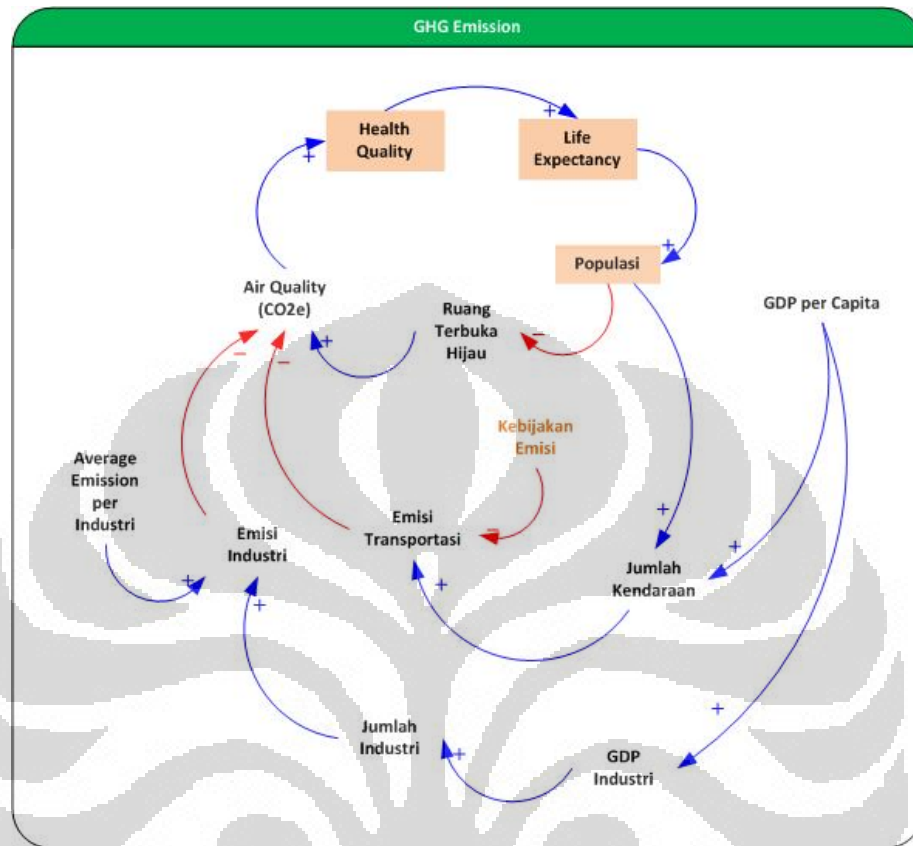 GHG Emission
Health
Quality
Life
Expectancy
Populasi
Air Quality
(CO2e)
Ruang
Terbuka
Hijau
GDP per Capita
Kebijakan
Emisi
Average
Emission
per
Industri
Emisi
Industri
Emisi
Transportasi
Jumlah
Kendaraan
Jumlah
Industri
GDP
Industri